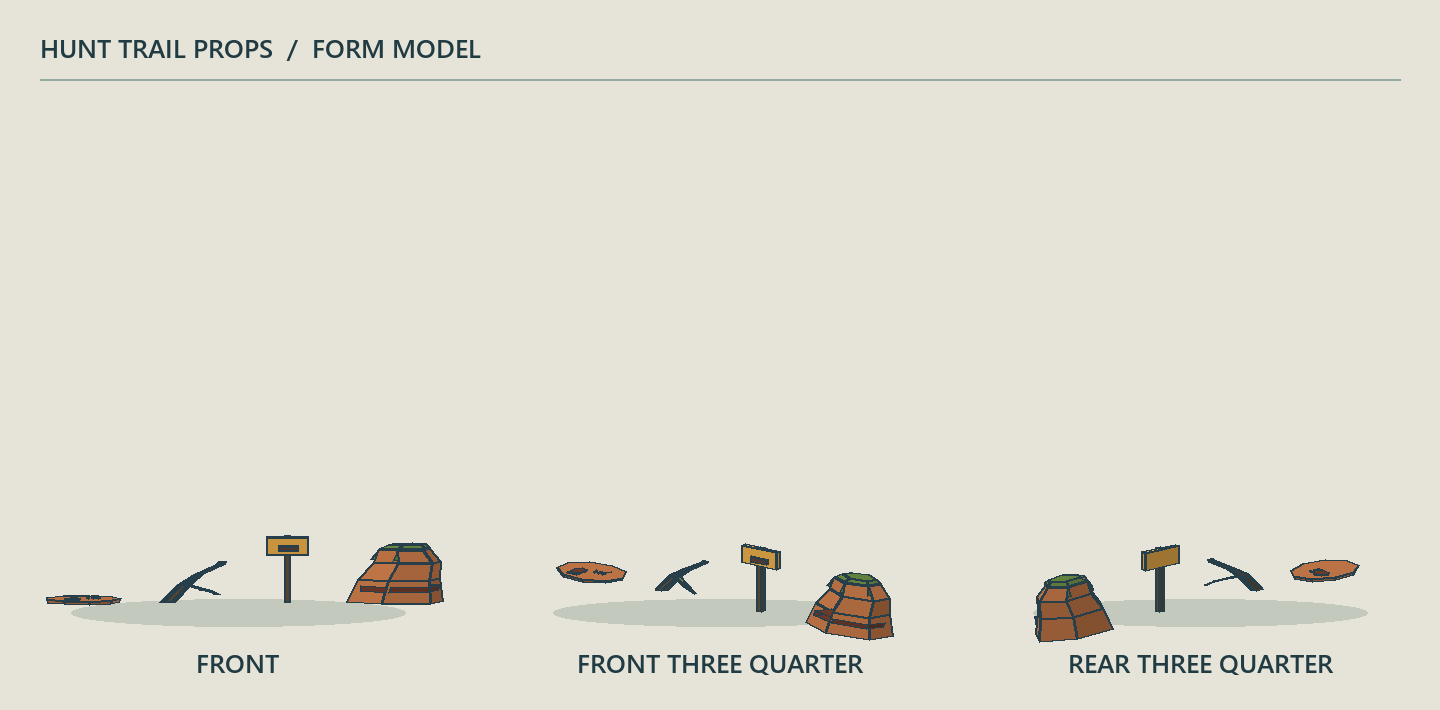 HUNT TRAIL PROPS / FORM MODEL
FRONT
FRONT THREE QUARTER
REAR THREE QUARTER